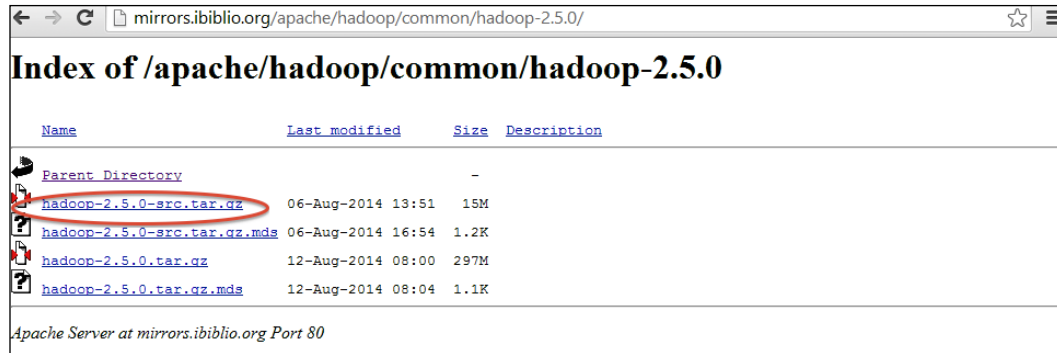 mirrors.ibiblio.org/apache/hadoop/common/hadoop-2.5.0/
Index of /apache/hadoop/common/hadoop-2.5.0
Name Last modified Size Description
Parent Directory -
hadoop-2.5.0-src.tar.gz 06-Aug-2014 13:51 15M
hadoop-2.5.0-src.tar.gz.mds 06-Aug-2014 16:54 1.2K
hadoop-2.5.0.tar.gz 12-Aug-2014 08:00 297M
hadoop-2.5.0.tar.gz.mds 12-Aug-2014 08:04 1.1K
Apache Server at mirrors.ibiblio.org Port 80